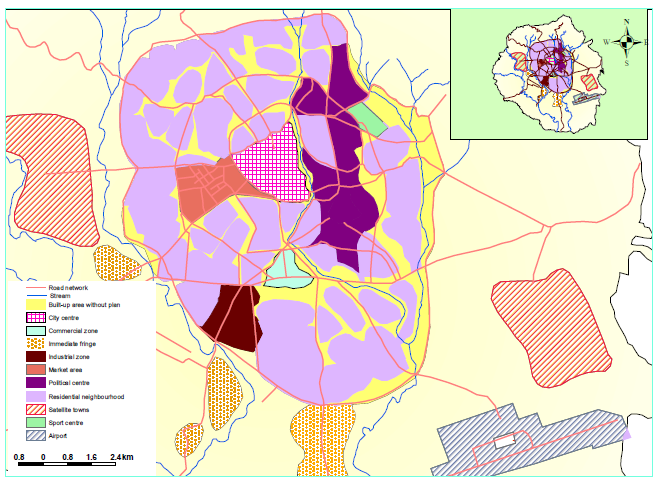 N
W E
S
Road network
Stream
Built-up area without plan
City centre
Commercial zone
Immediate fringe
Industrial zone
Market area
Political centre
Residential neighbourhood
Satellite towns
Sport centre
Airport
0.8 0 0.8 1.6 2.4 km